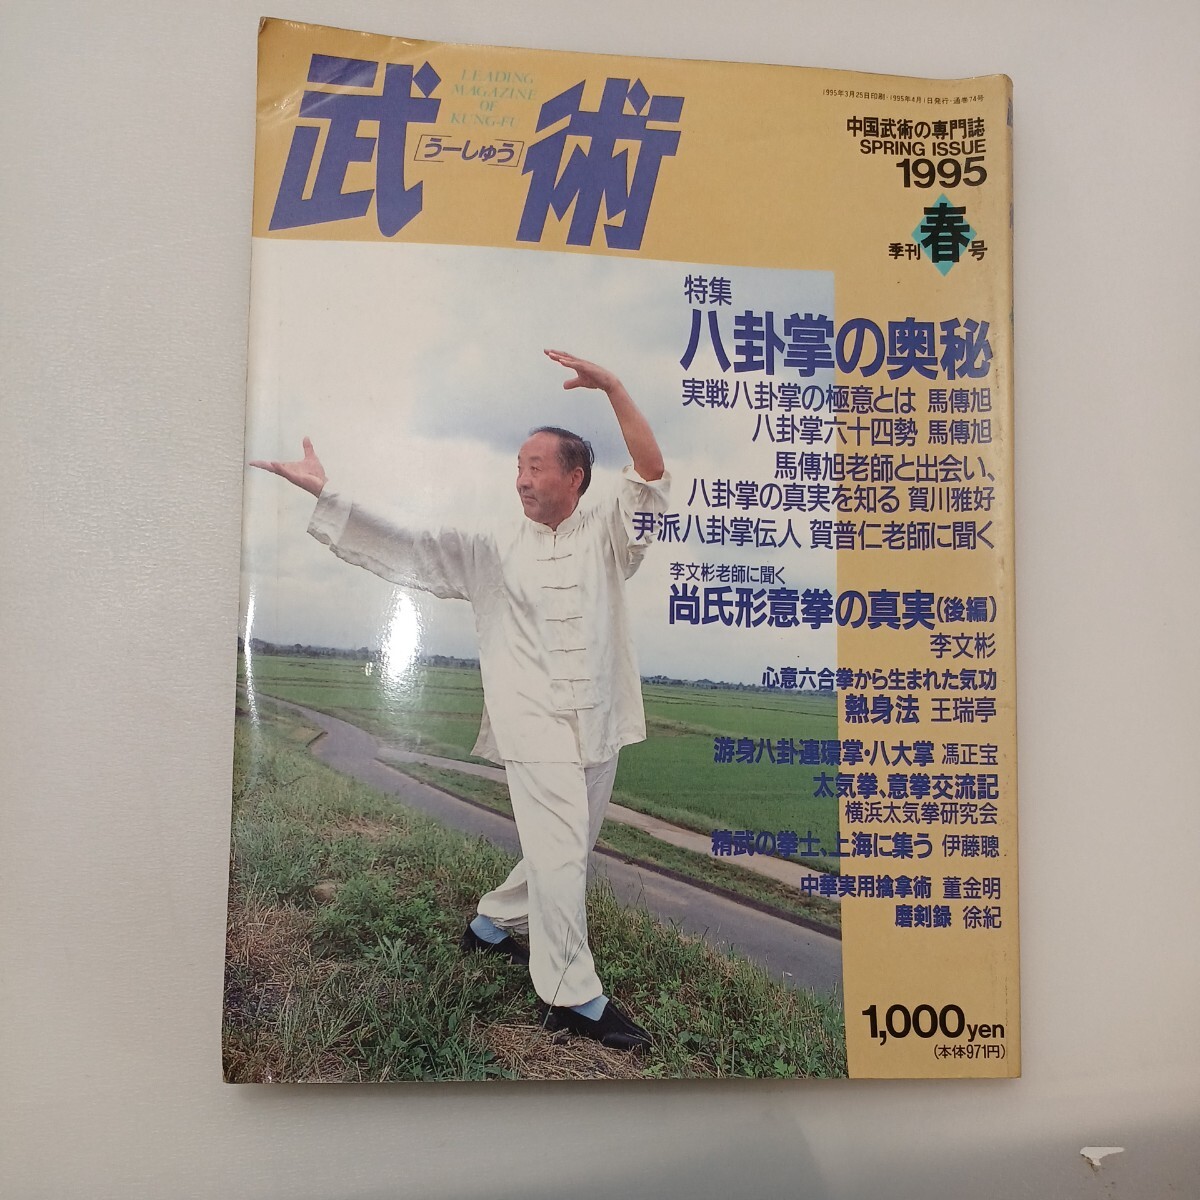 武術
[うーしゅう]
LEADING
MAGAZINE
OF
KUNG-FU
1995年3月25日印刷・1995年4月1日発行・通巻74号
中国武術の専門誌
SPRING ISSUE
1995
季刊 春 号
特集
八卦掌の奥秘
実戦八卦掌の極意とは 馬傳旭
八卦掌六十四勢 馬傳旭
馬傳旭老師と出会い、
八卦掌の真実を知る 賀川雅好
尹派八卦掌伝人 賀普仁老師に聞く
李文彬老師に聞く
尚氏形意拳の真実(後編)
李文彬
心意六合拳から生まれた気功
熱身法 王瑞亭
游身八卦連環掌・八大掌 馮正宝
太気拳、意拳交流記
横浜太気拳研究会
精武の拳士、上海に集う 伊藤聰
中華実用擒拿術 董金明
磨剣録 徐紀
1,000yen
(本体971円)